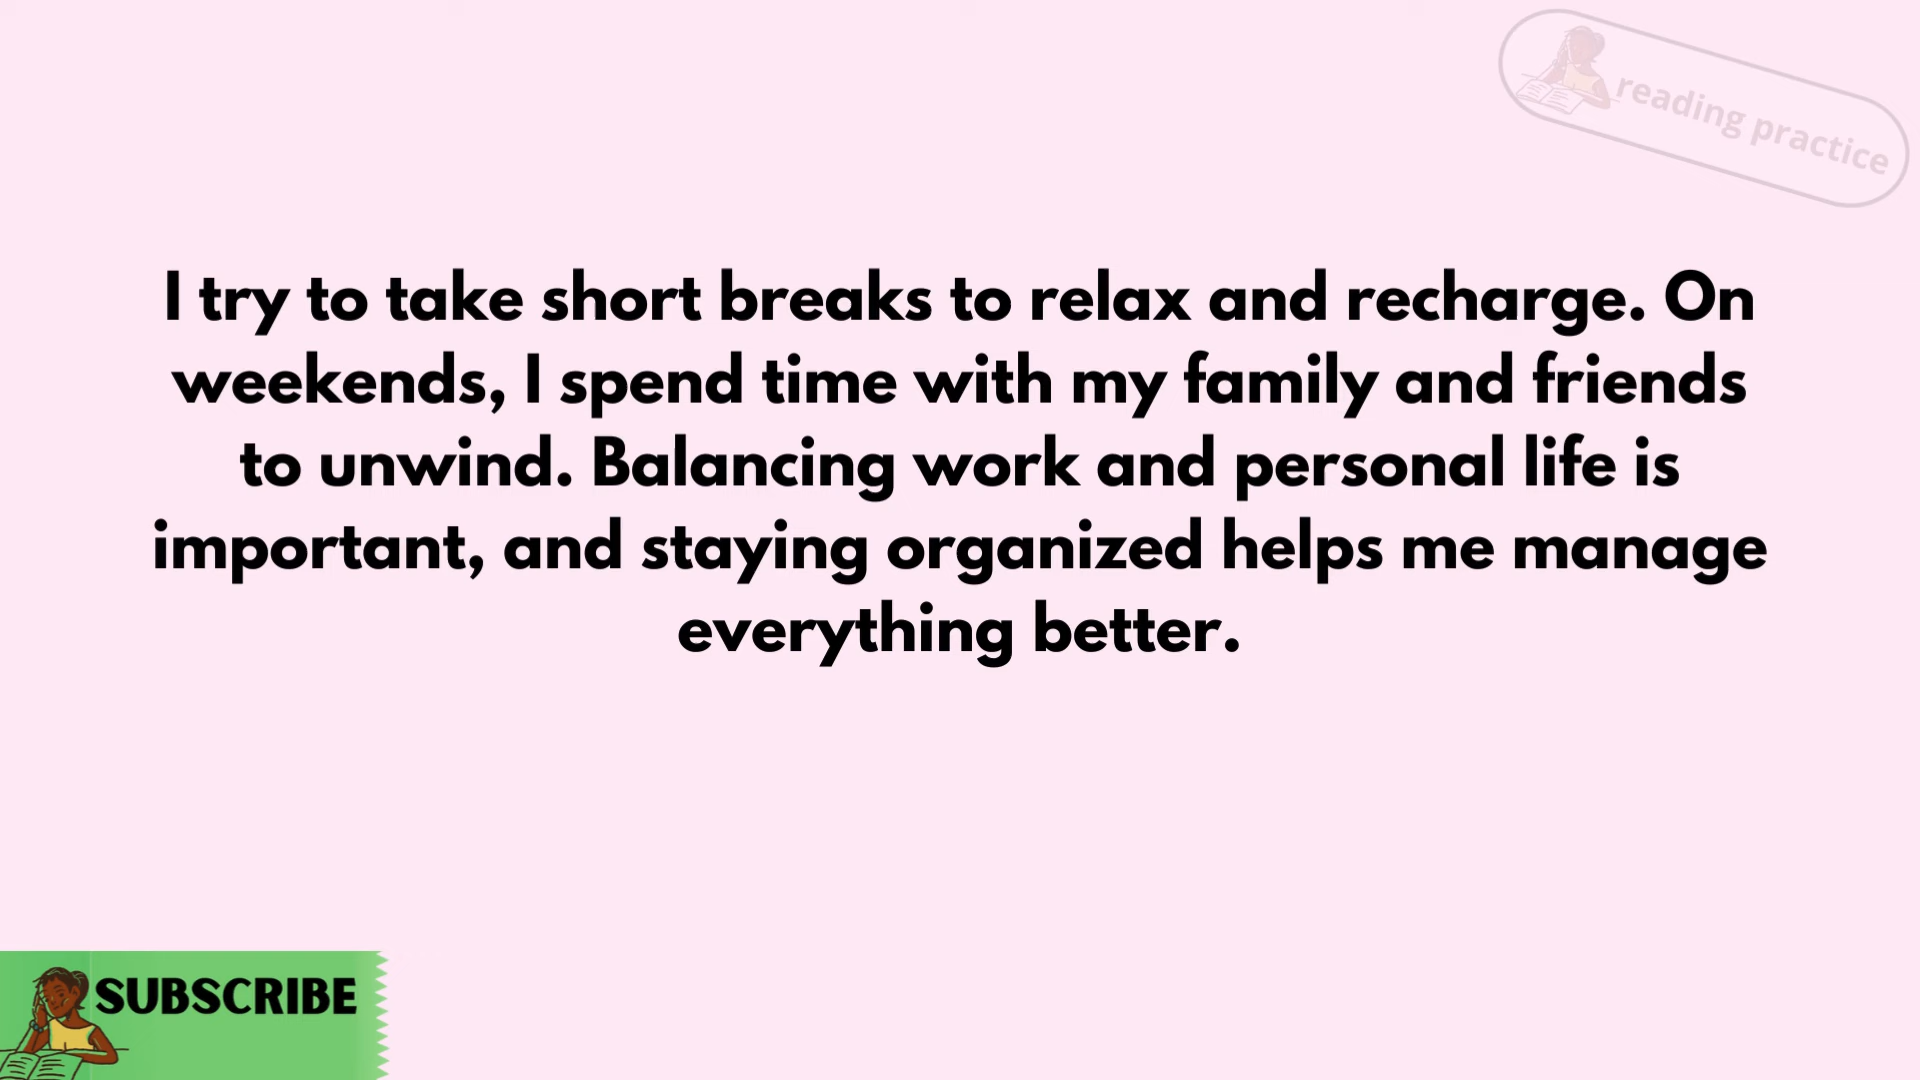 reading practice
I try to take short breaks to relax and recharge. On
weekends, I spend time with my family and friends
to unwind. Balancing work and personal life is
important, and staying organized helps me manage
everything better.
SUBSCRIBE